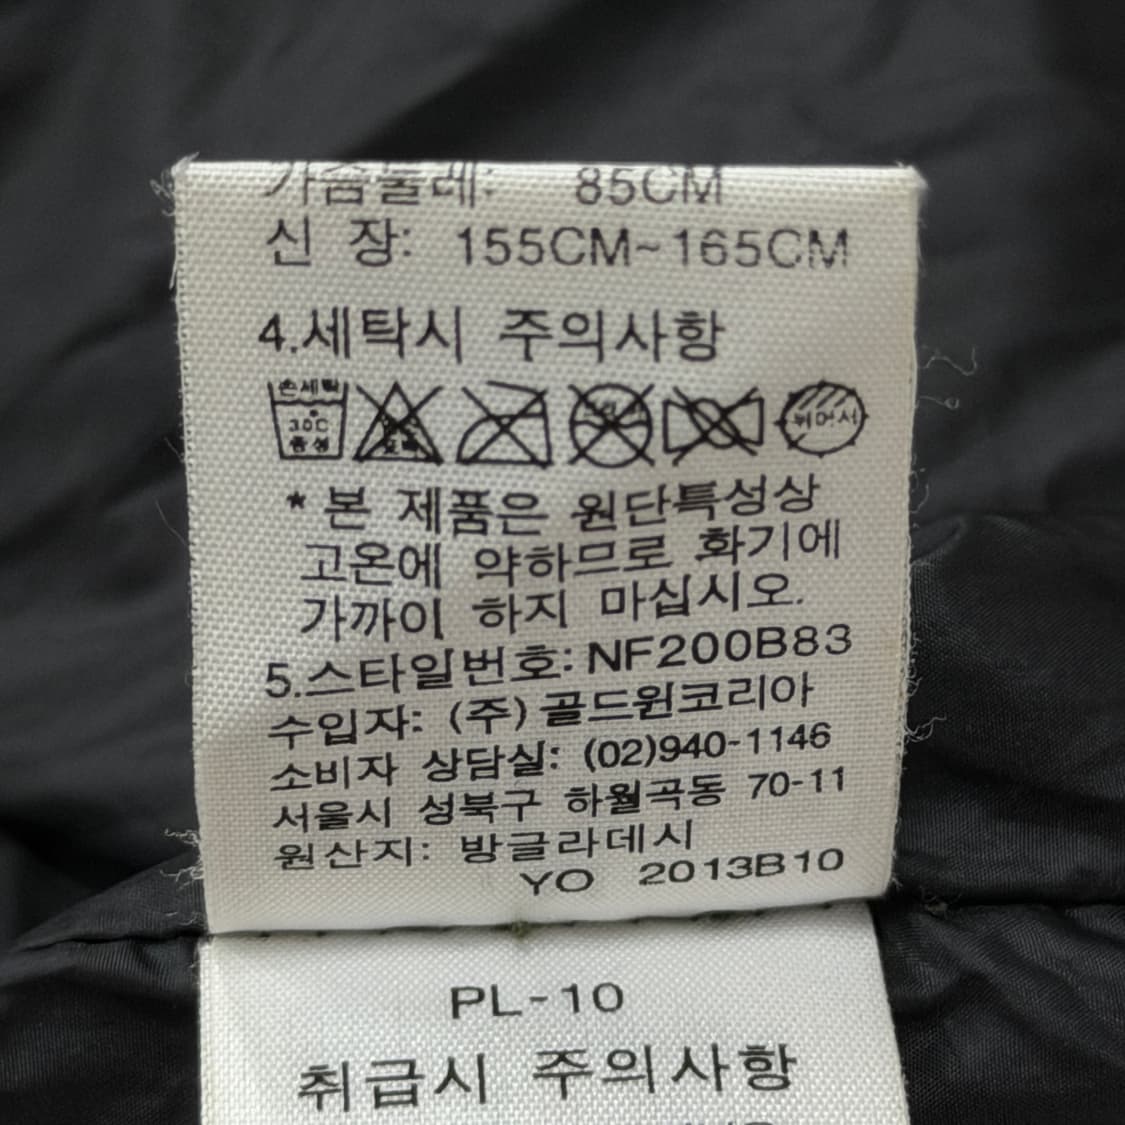 가슴둘레: 85CM
신 장: 155CM~165CM
4.세탁시 주의사항
손세탁 30C 중성 뉘어서
* 본 제품은 원단특성상
고온에 약하므로 화기에
가까이 하지 마십시오.
5.스타일번호: NF200B83
수입자: (주)골드윈코리아
소비자 상담실: (02)940-1146
서울시 성북구 하월곡동 70-11
원산지: 방글라데시
YO 2013B10
PL-10
취급시 주의사항